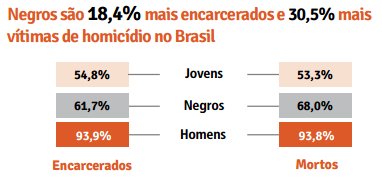 Negros são 18,4% mais encarcerados e 30,5% mais
vítimas de homicídio no Brasil
54,8% Jovens 53,3%
61,7% Negros 68,0%
93,9% Homens 93,8%
Encarcerados Mortos